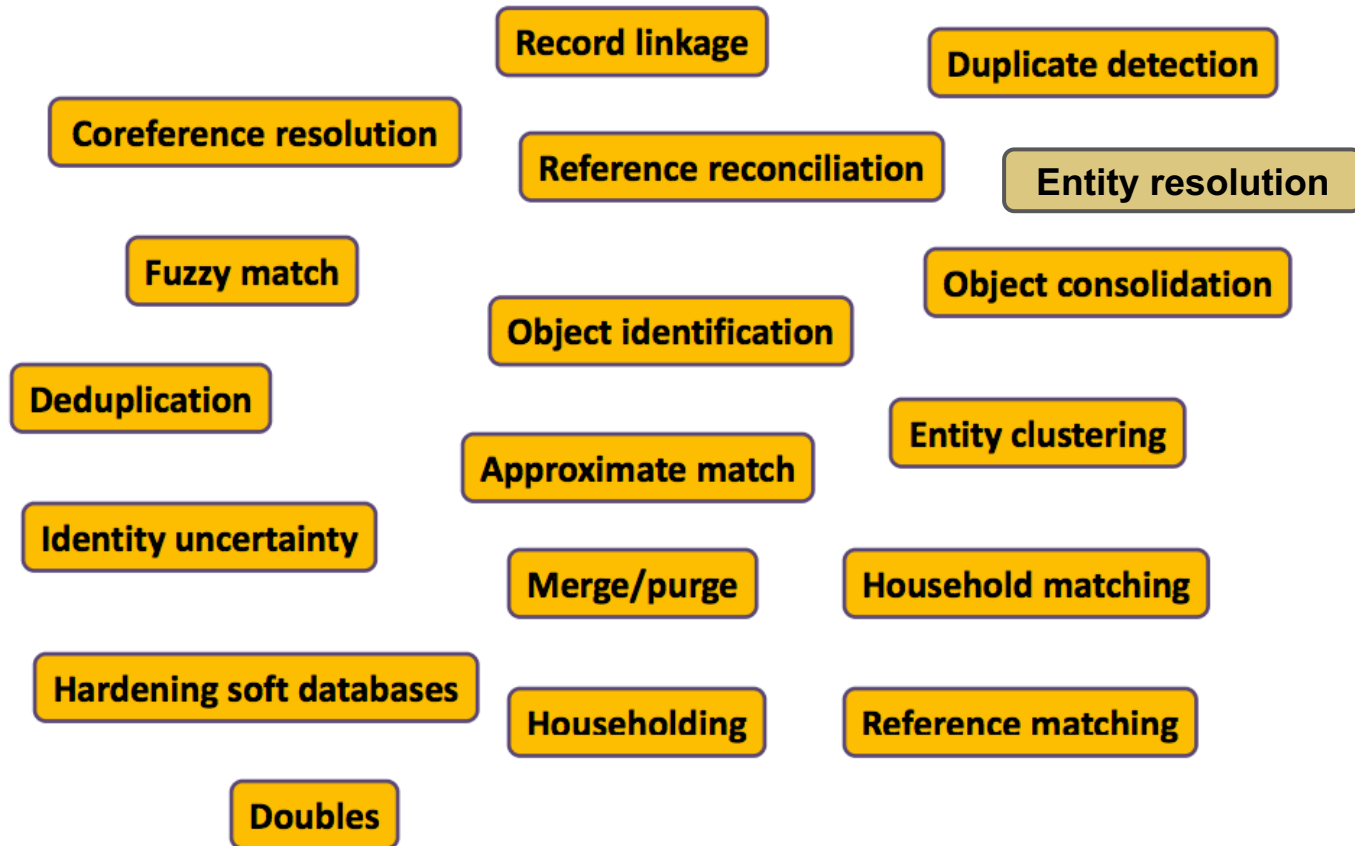 Record linkage
Duplicate detection
Coreference resolution
Reference reconciliation
Entity resolution
Fuzzy match
Object consolidation
Object identification
Deduplication
Entity clustering
Approximate match
Identity uncertainty
Merge/purge
Household matching
Hardening soft databases
Householding
Reference matching
Doubles